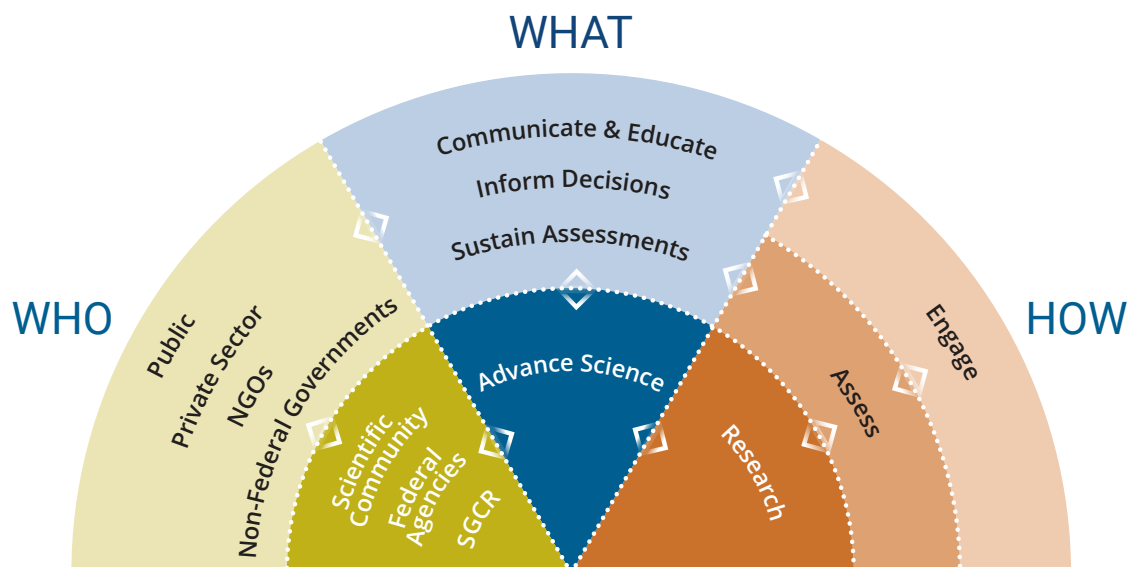 WHAT
Communicate & Educate
Inform Decisions
Sustain Assessments
Advance Science
WHO
Public
Private Sector
NGOs
Non-Federal Governments
Scientific
Community
Federal
Agencies
SGCR
HOW
Engage
Assess
Research